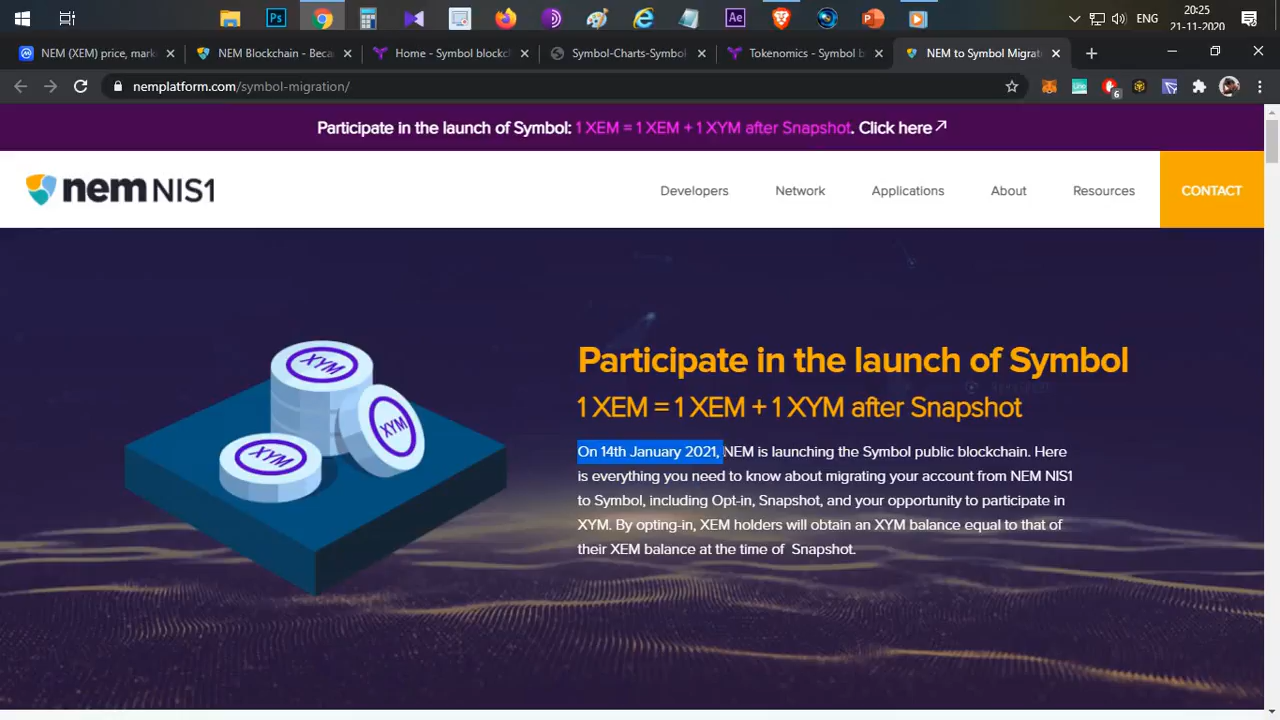 Ps
Ae
ENG
20:25
21-11-2020
NEM (XEM) price, mark
NEM Blockchain - Beca
Home - Symbol blockc
Symbol-Charts-Symbol
Tokenomics - Symbol b
NEM to Symbol Migrat
nemplatform.com/symbol-migration/
Participate in the launch of Symbol: 1 XEM = 1 XEM + 1 XYM after Snapshot. Click here
nem NIS1
Developers
Network
Applications
About
Resources
CONTACT
Participate in the launch of Symbol
1 XEM = 1 XEM + 1 XYM after Snapshot
On 14th January 2021, NEM is launching the Symbol public blockchain. Here
is everything you need to know about migrating your account from NEM NIS1
to Symbol, including Opt-in, Snapshot, and your opportunity to participate in
XYM. By opting-in, XEM holders will obtain an XYM balance equal to that of
their XEM balance at the time of Snapshot.
XYM
XYM
XYM